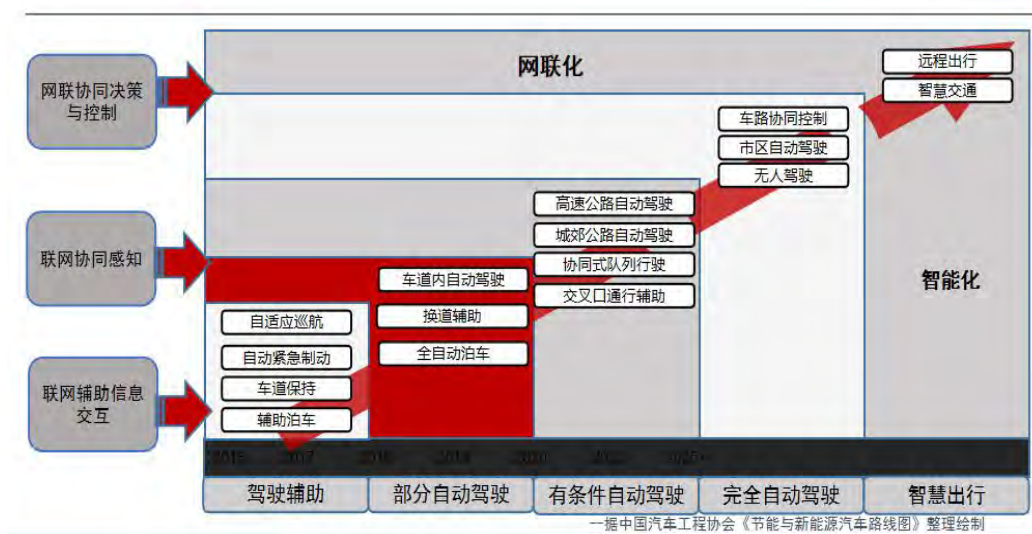 网联化
远程出行
智慧交通
网联协同决策
与控制
车路协同控制
市区自动驾驶
无人驾驶
高速公路自动驾驶
城郊公路自动驾驶
协同式队列行驶
交叉口通行辅助
联网协同感知
车道内自动驾驶
换道辅助
全自动泊车
智能化
自适应巡航
自动紧急制动
车道保持
辅助泊车
联网辅助信息
交互
驾驶辅助
部分自动驾驶
有条件自动驾驶
完全自动驾驶
智慧出行
--据中国汽车工程协会《节能与新能源汽车路线图》整理绘制